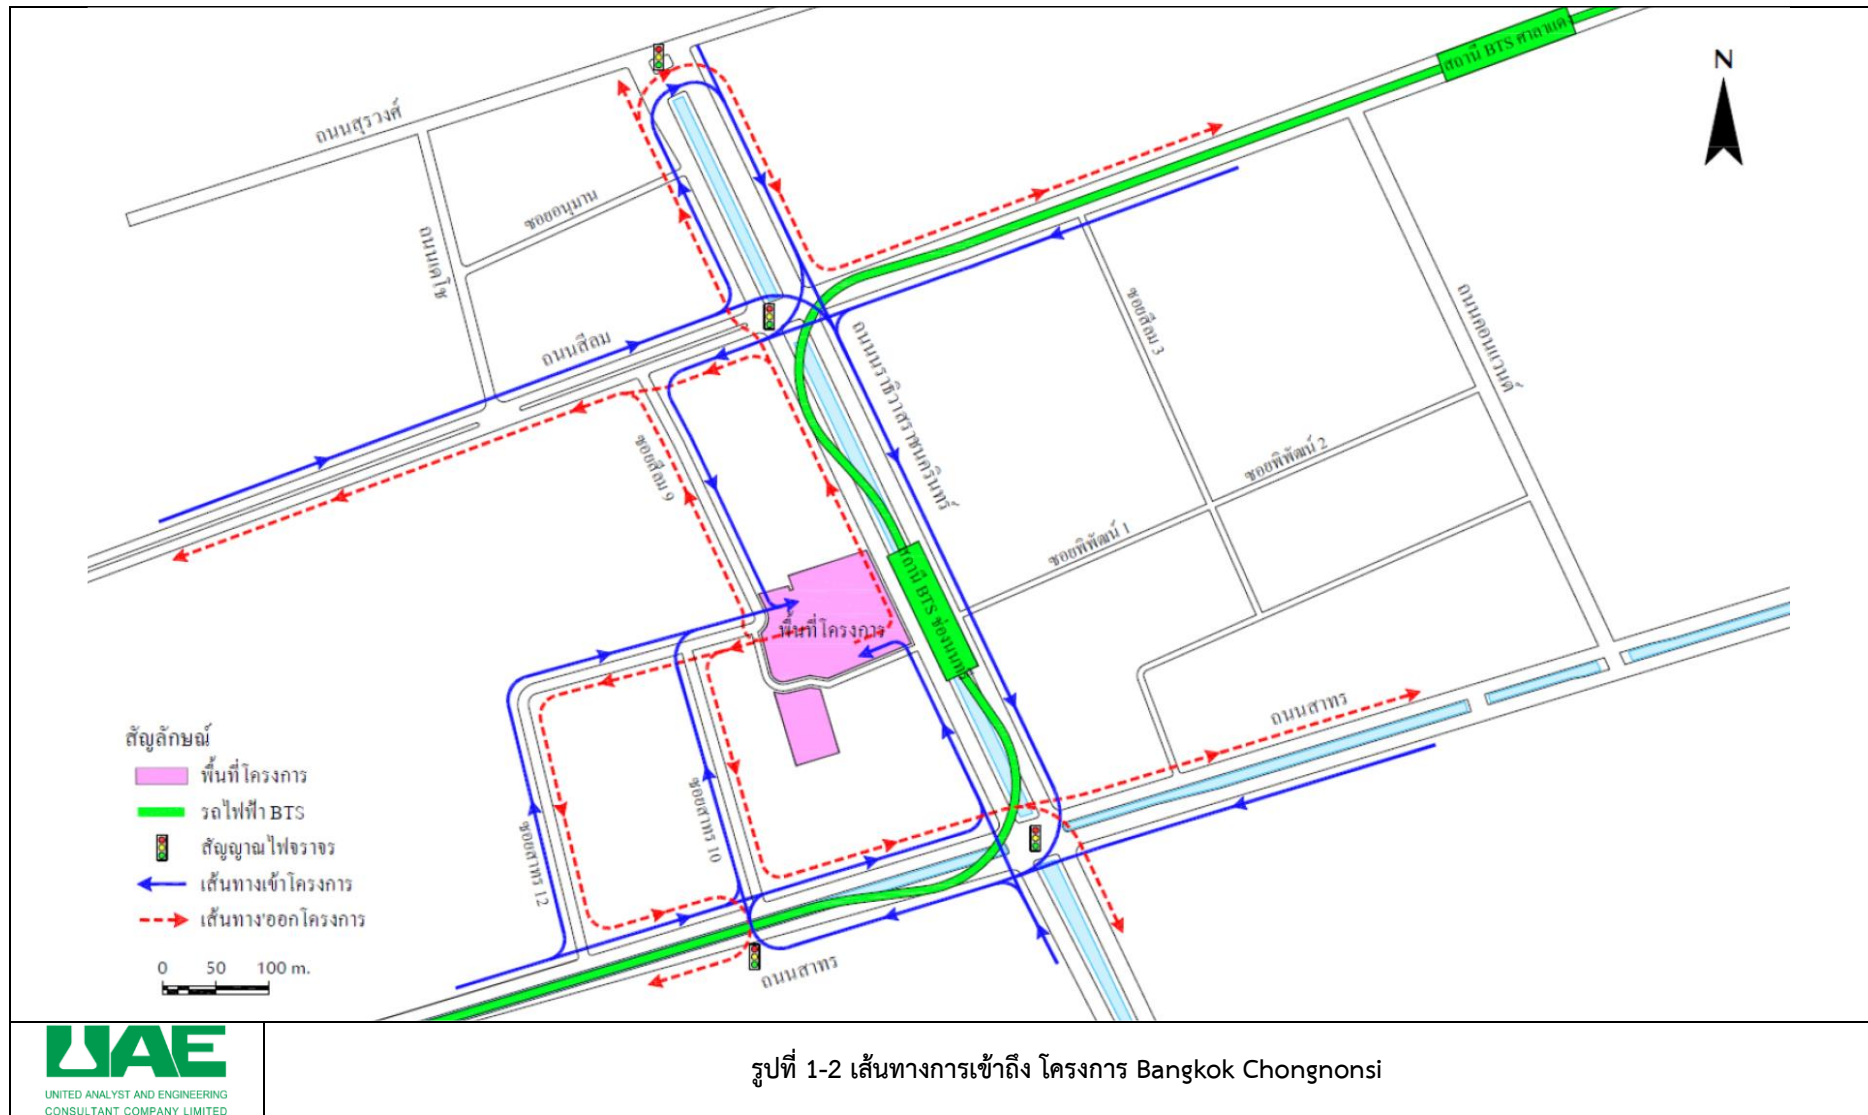 สถานี BTS ศาลาแดง
N
ถนนสุรวงศ์
ซอยอนุมาน
ถนนเดโช
ถนนสีลม
ถนนนราธิวาสราชนครินทร์
ซอยสีลม 3
ถนนคอนแวนต์
ซอยสีลม 9
ซอยพิพัฒน์ 2
ซอยพิพัฒน์ 1
สถานี BTS ช่องนนทรี
พื้นที่โครงการ
ถนนสาทร
ซอยสาทร 10
ซอยสาทร 12
ถนนสาทร
สัญลักษณ์
พื้นที่โครงการ
รถไฟฟ้า BTS
สัญญาณไฟจราจร
เส้นทางเข้าโครงการ
เส้นทางออกโครงการ
0 50 100 m.
UAE
UNITED ANALYST AND ENGINEERING
CONSULTANT COMPANY LIMITED
รูปที่ 1-2 เส้นทางการเข้าถึง โครงการ Bangkok Chongnonsi